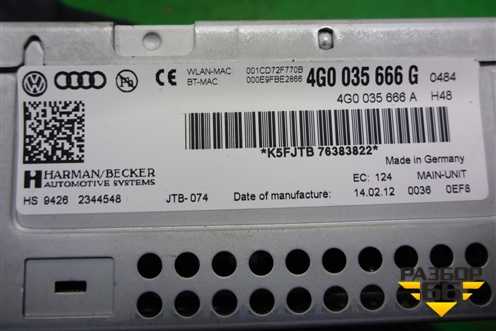 WLAN-MAC: 001CD72F770B
BT-MAC: 000E9FBE2866
4G0 035 666 G 0484
4G0 035 666 A H48
*K5FJTB 76383822*
Made in Germany
HARMAN/BECKER
AUTOMOTIVE SYSTEMS
EC: 124 MAIN-UNIT
HS 9426 2344548 JTB-074 Date of manufacture: 14.02.12 0036 0EF8
РАЗБОР
66